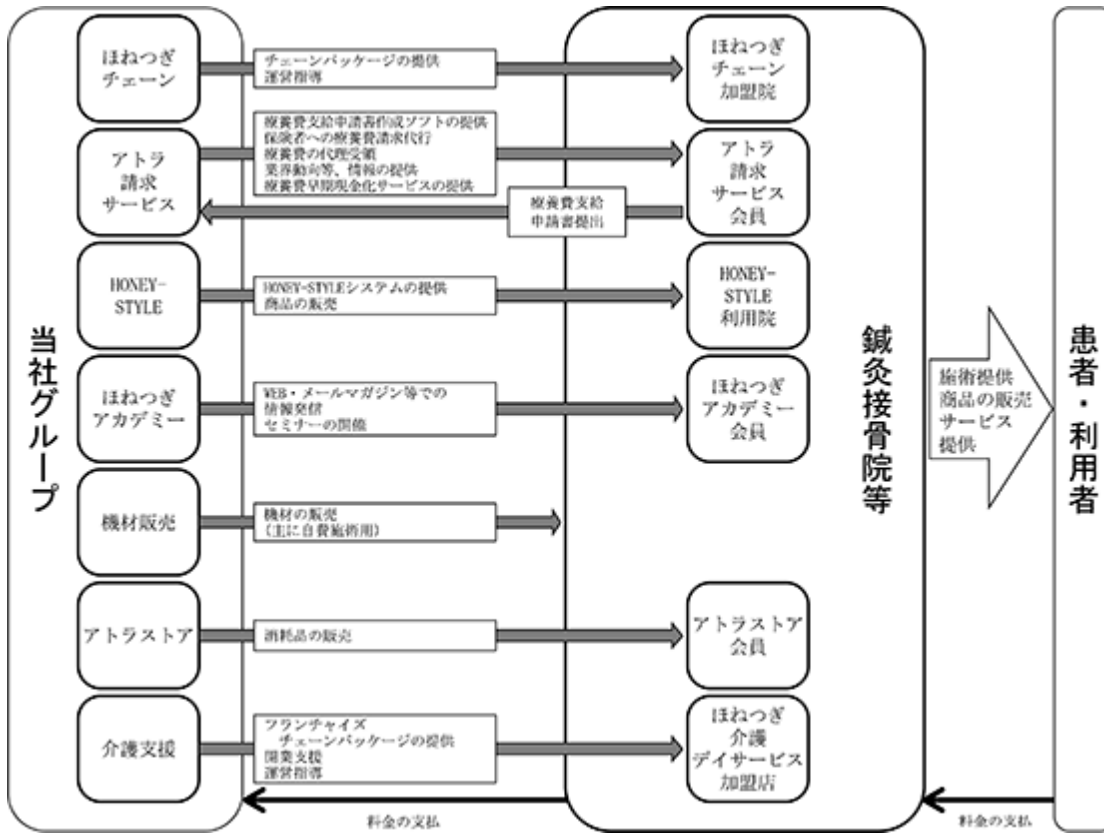 当社グループ
ほねつぎ
チェーン
チェーンパッケージの提供
運営指導
ほねつぎ
チェーン
加盟院
アトラ
請求
サービス
療養費支給申請書作成ソフトの提供
保険者への療養費請求代行
療養費の代理受領
業界動向等、情報の提供
療養費早期現金化サービスの提供
アトラ
請求
サービス
会員
療養費支給
申請書提出
HONEY-
STYLE
HONEY-STYLEシステムの提供
商品の販売
HONEY-
STYLE
利用院
ほねつぎ
アカデミー
WEB・メールマガジン等での
情報発信
セミナーの開催
ほねつぎ
アカデミー
会員
機材販売
機材の販売
(主に自費施術用)
アトラストア
消耗品の販売
アトラストア
会員
介護支援
フランチャイズ
チェーンパッケージの提供
開業支援
運営指導
ほねつぎ
介護
デイサービス
加盟店
鍼灸接骨院等
施術提供
商品の販売
サービス
提供
患者・利用者
料金の支払
料金の支払